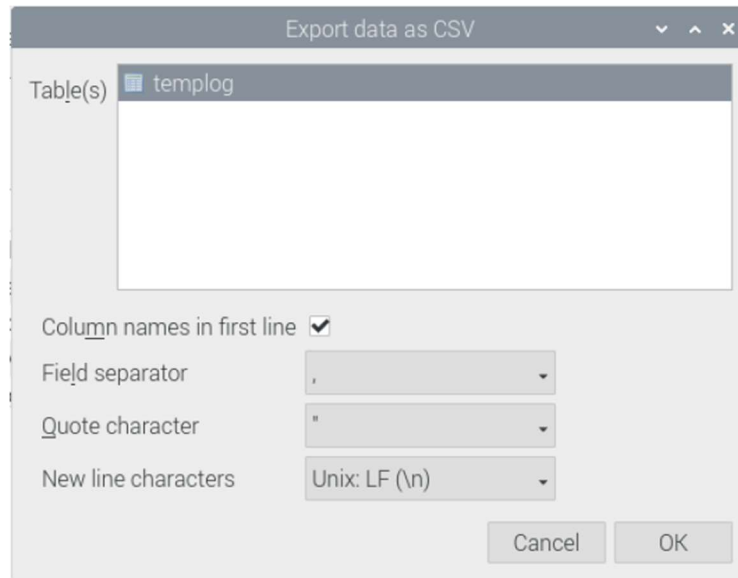 Export data as CSV
Table(s)
templog
Column names in first line
Field separator ,
Quote character "
New line characters Unix: LF (\n)
Cancel OK